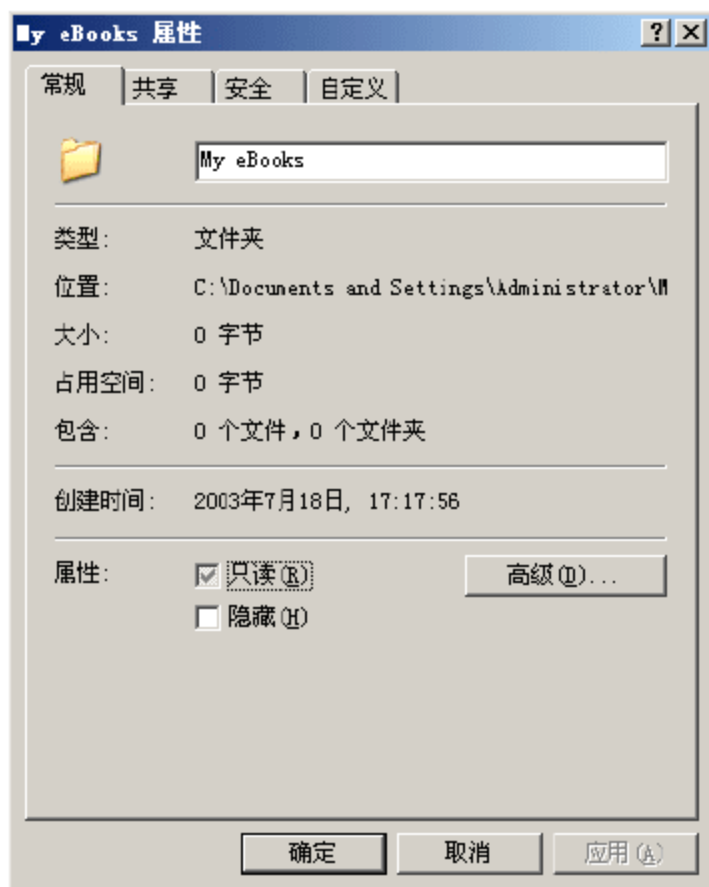 My eBooks 属性
常规 共享 安全 自定义
My eBooks
类型: 文件夹
位置: C:\Documents and Settings\Administrator\M
大小: 0 字节
占用空间: 0 字节
包含: 0 个文件，0 个文件夹
创建时间: 2003年7月18日, 17:17:56
属性: 只读(R) 高级(D)...
隐藏(H)
确定 取消 应用(A)